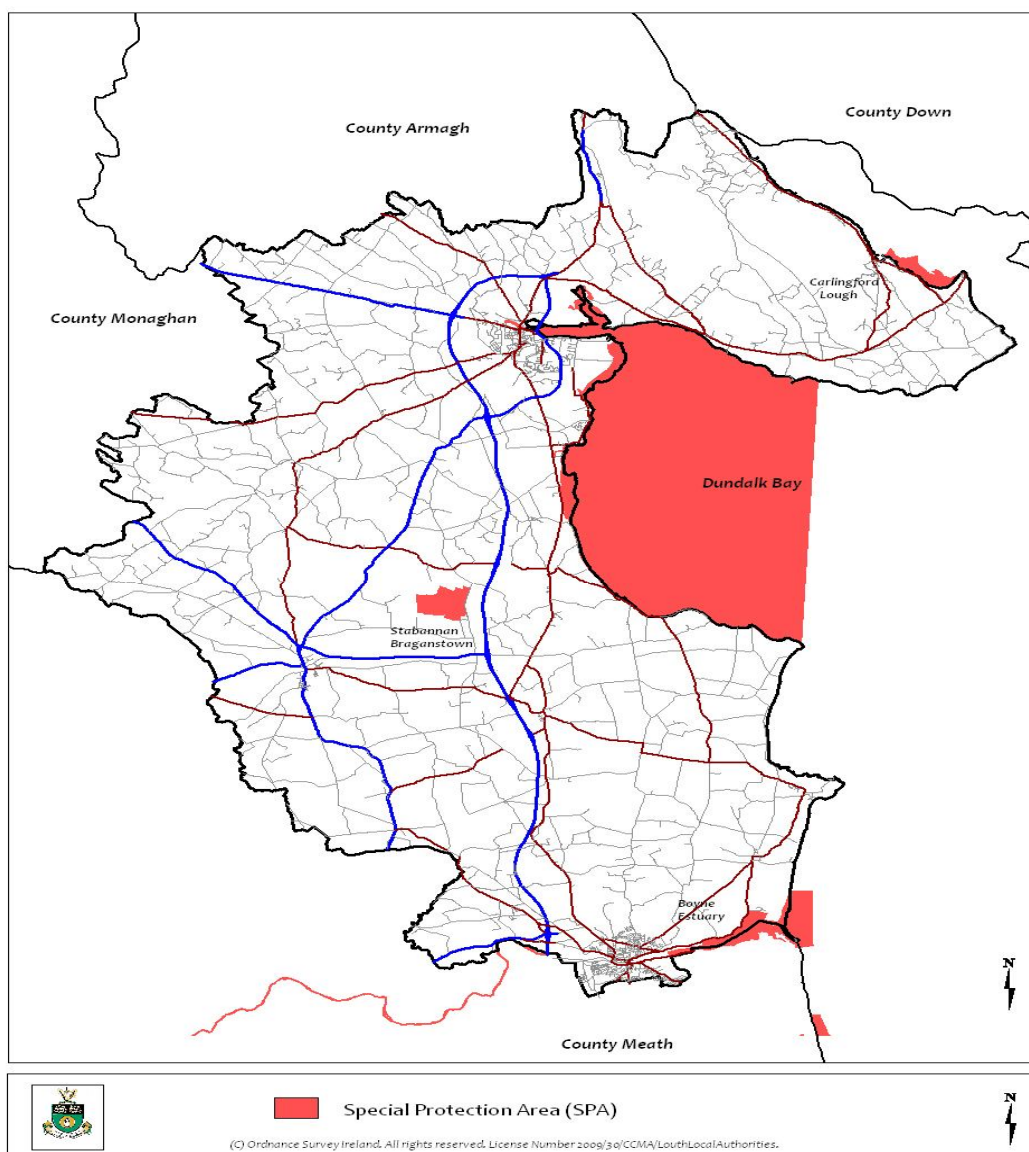 County Armagh
County Down
County Monaghan
Carlingford
Lough
Dundalk Bay
Stabannan
Braganstown
Boyne
Estuary
N
County Meath
Special Protection Area (SPA)
N
(C) Ordnance Survey Ireland. All rights reserved. License Number 2009/30/CCMA/LouthLocalAuthorities.